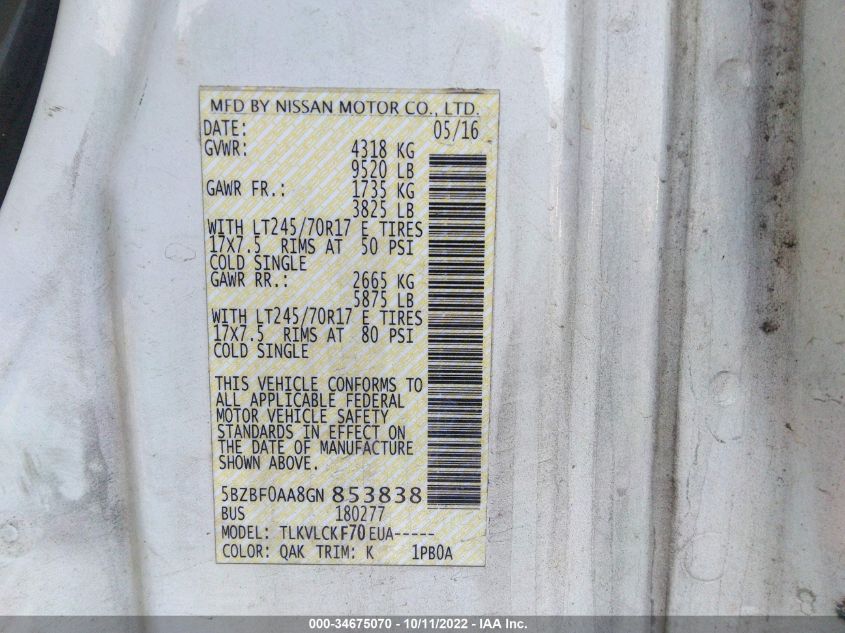 MFD BY NISSAN MOTOR CO., LTD.
DATE: 05/16
GVWR: 4318 KG
9520 LB
GAWR FR.: 1735 KG
3825 LB
WITH LT245/70R17 E TIRES
17X7.5 RIMS AT 50 PSI
COLD SINGLE
GAWR RR.: 2665 KG
5875 LB
WITH LT245/70R17 E TIRES
17X7.5 RIMS AT 80 PSI
COLD SINGLE
THIS VEHICLE CONFORMS TO
ALL APPLICABLE FEDERAL
MOTOR VEHICLE SAFETY
STANDARDS IN EFFECT ON
THE DATE OF MANUFACTURE
SHOWN ABOVE.
5BZBF0AA8GN 853838
BUS 180277
MODEL: TLKVLCKF70EUA-----
COLOR: QAK TRIM: K 1PB0A
000-34675070 - 10/11/2022 - IAA Inc.